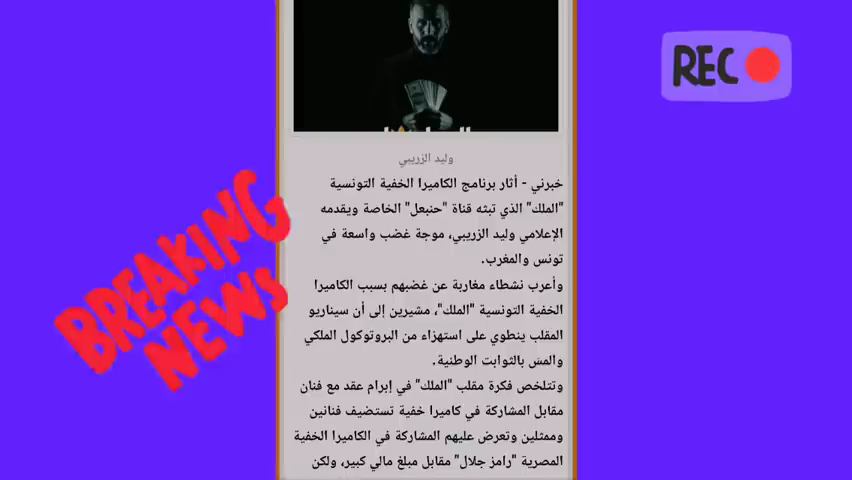 REC
BREAKING
NEWS
وليد الزريبي
خبرني - أثار برنامج الكاميرا الخفية التونسية
"الملك" الذي تبثه قناة "حنبعل" الخاصة ويقدمه
الإعلامي وليد الزريبي، موجة غضب واسعة في
تونس والمغرب.
وأعرب نشطاء مغاربة عن غضبهم بسبب الكاميرا
الخفية التونسية "الملك"، مشيرين إلى أن سيناريو
المقلب ينطوي على استهزاء من البروتوكول الملكي
والمسّ بالثوابت الوطنية.
وتتلخص فكرة مقلب "الملك" في إبرام عقد مع فنان
مقابل المشاركة في كاميرا خفية تستضيف فنانين
وممثلين وتعرض عليهم المشاركة في الكاميرا الخفية
المصرية "رامز جلال" مقابل مبلغ مالي كبير، ولكن